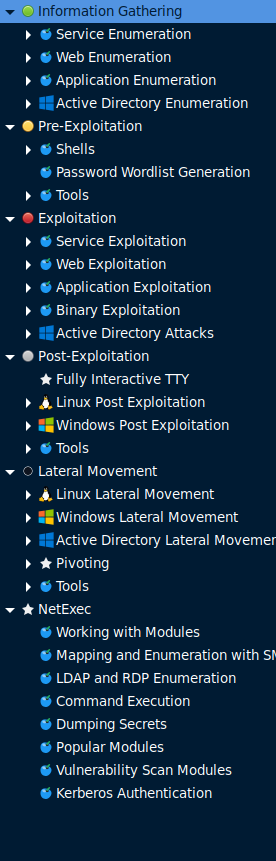 Information Gathering
Service Enumeration
Web Enumeration
Application Enumeration
Active Directory Enumeration
Pre-Exploitation
Shells
Password Wordlist Generation
Tools
Exploitation
Service Exploitation
Web Exploitation
Application Exploitation
Binary Exploitation
Active Directory Attacks
Post-Exploitation
Fully Interactive TTY
Linux Post Exploitation
Windows Post Exploitation
Tools
Lateral Movement
Linux Lateral Movement
Windows Lateral Movement
Active Directory Lateral Movemen
Pivoting
Tools
NetExec
Working with Modules
Mapping and Enumeration with SM
LDAP and RDP Enumeration
Command Execution
Dumping Secrets
Popular Modules
Vulnerability Scan Modules
Kerberos Authentication